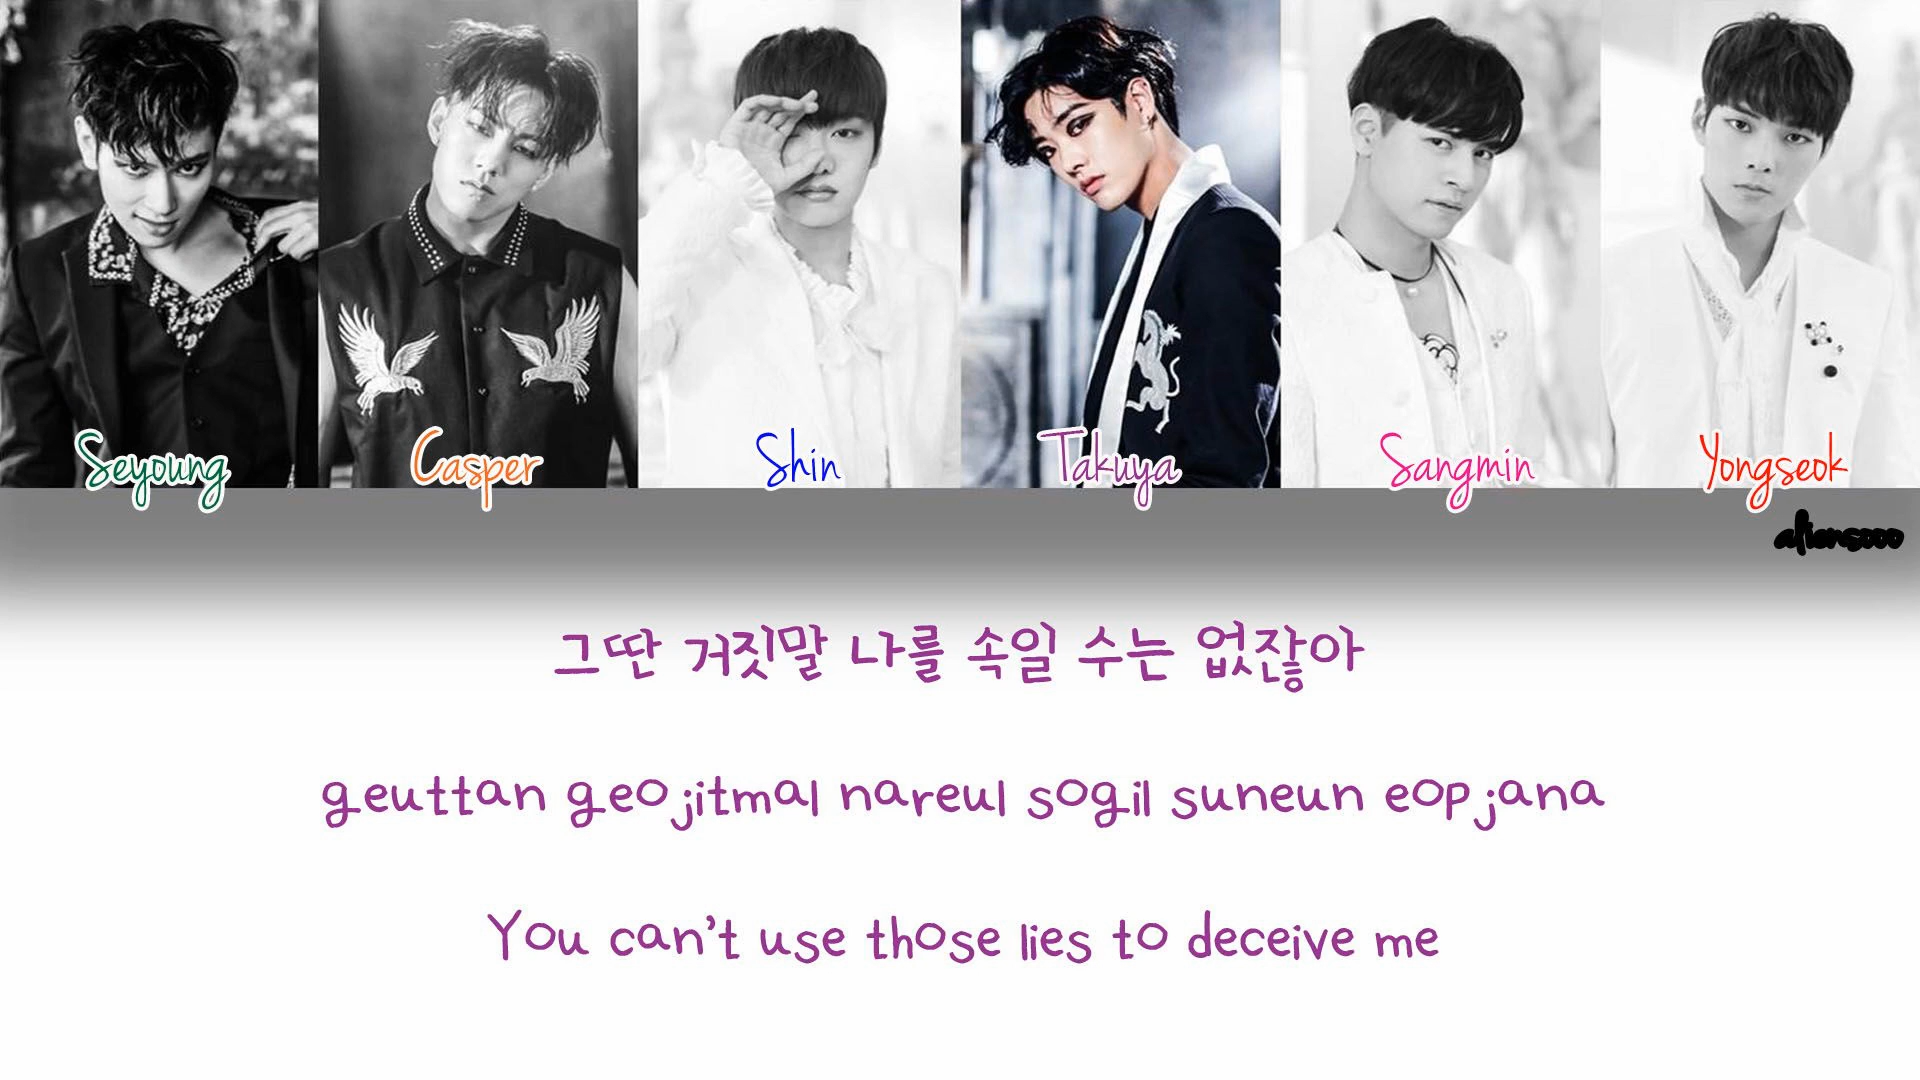 Seyoung Casper Shin Takuya Sangmin Yongseok
aliensooo
그딴 거짓말 나를 속일 수는 없잖아
geuttan geojitmal nareul sogil suneun eopjana
You can't use those lies to deceive me